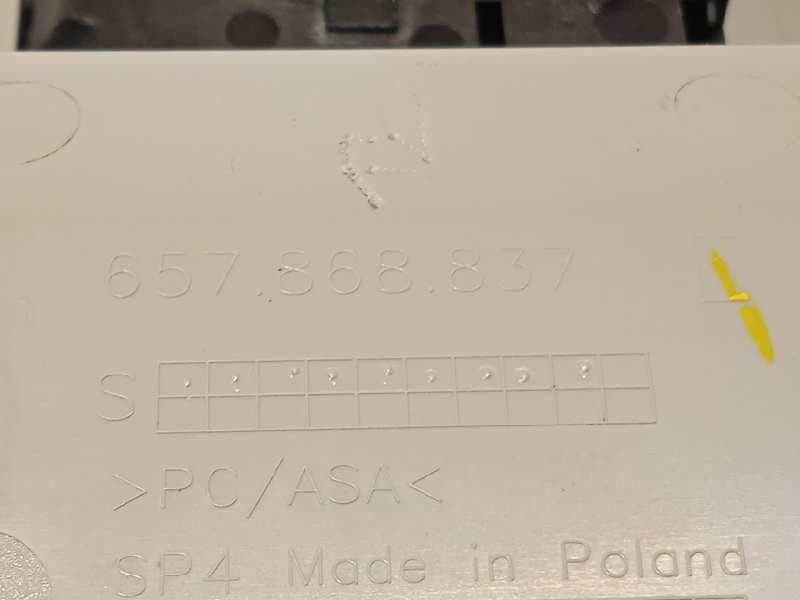 657.868.837
S
>PC/ASA<
SP4 Made in Poland